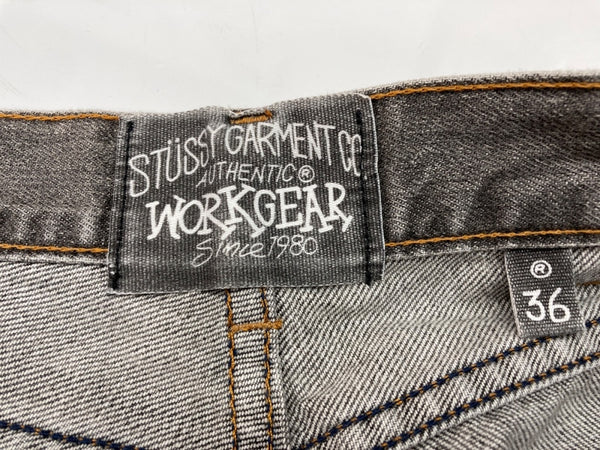 STÜSSY GARMENT CO.
AUTHENTIC®
WORKGEAR
Since 1980
®
36